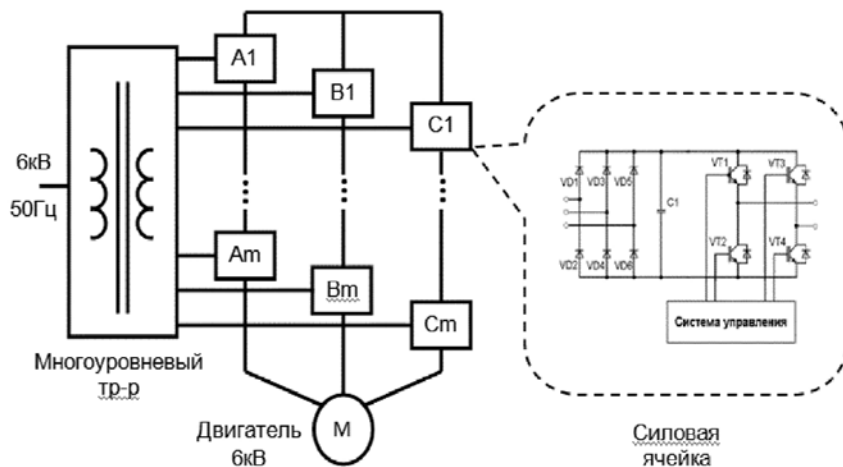 A1
B1
C1
6кВ
50Гц
Am
Bm
Cm
Многоуровневый
тр-р
Двигатель
6кВ
M
VD1
VD3
VD5
VD2
VD4
VD6
C1
VT1
VT3
VT2
VT4
Система управления
Силовая
ячейка